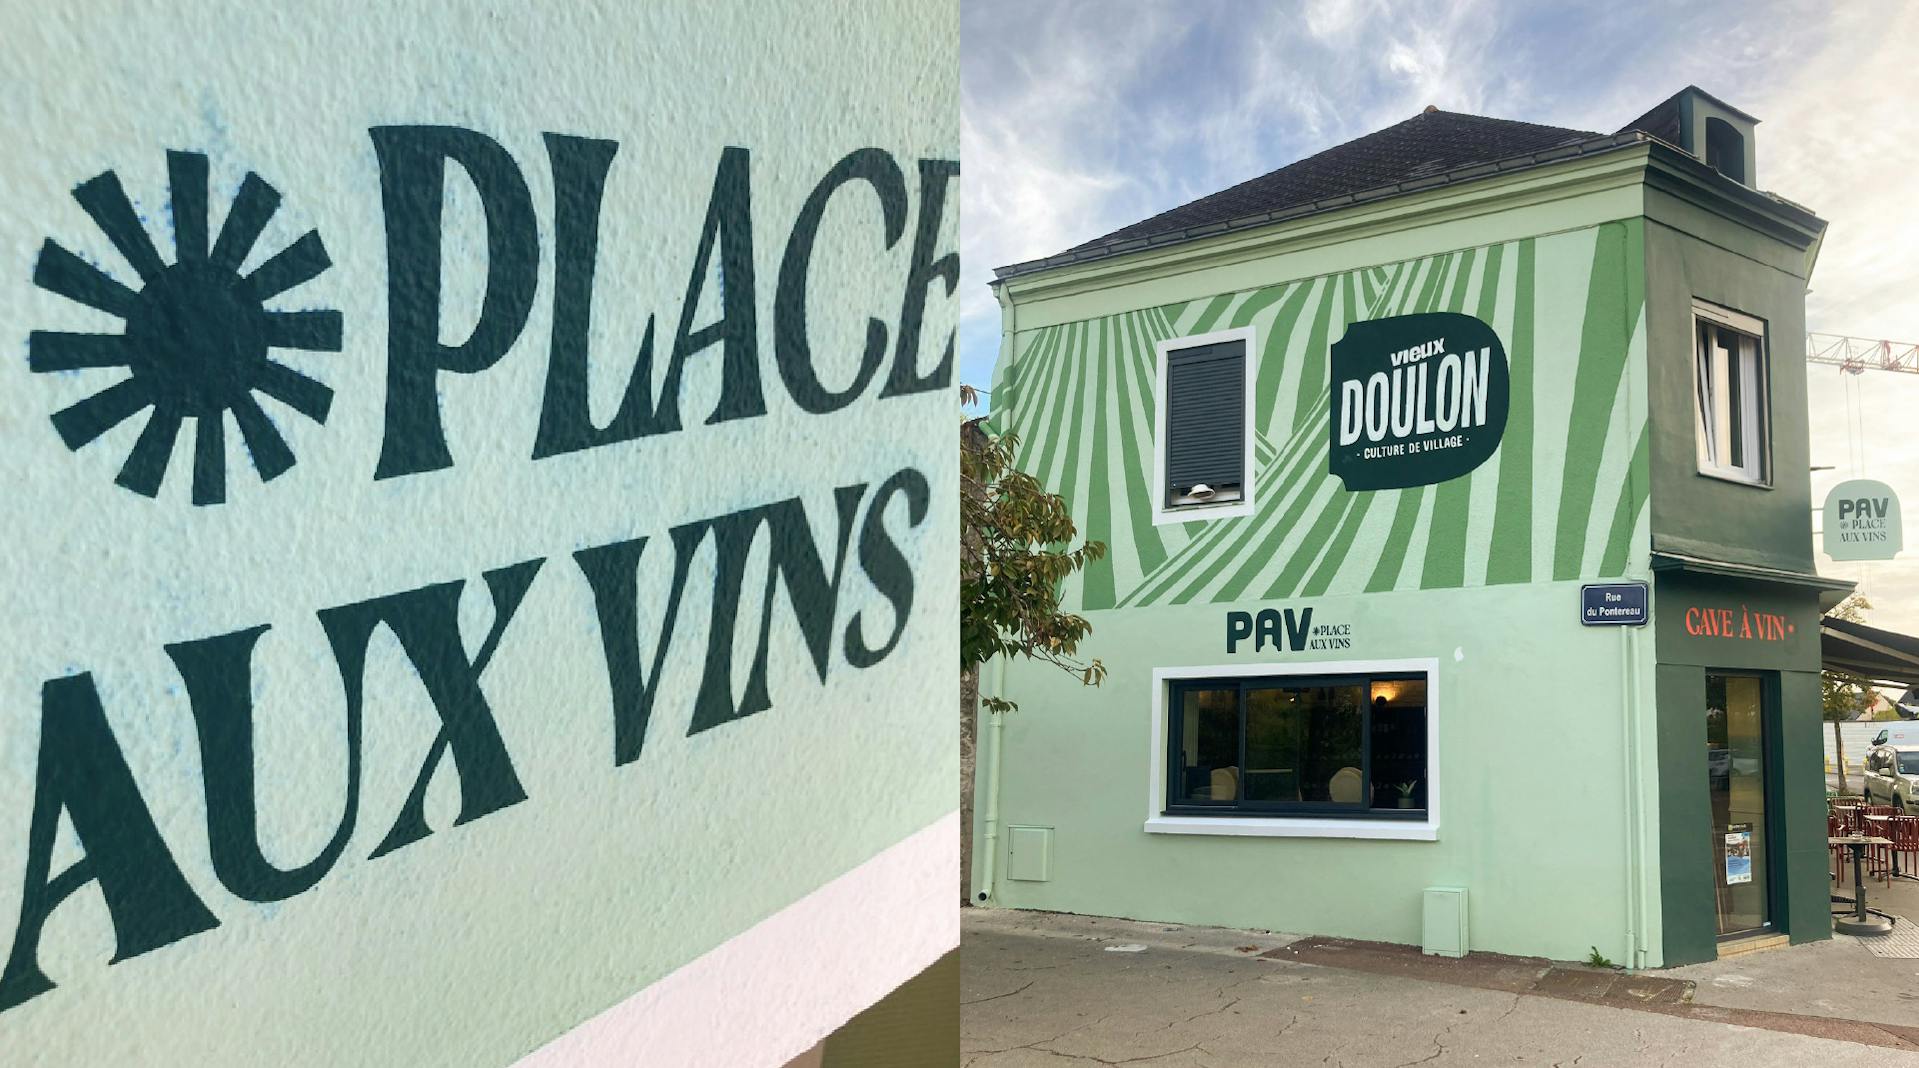 PLACE
AUX VINS
VIEUX
DOULON
- CULTURE DE VILLAGE -
PAV
PLACE
AUX VINS
Rue
du Pontereau
CAVE À VIN
PAV
PLACE
AUX VINS